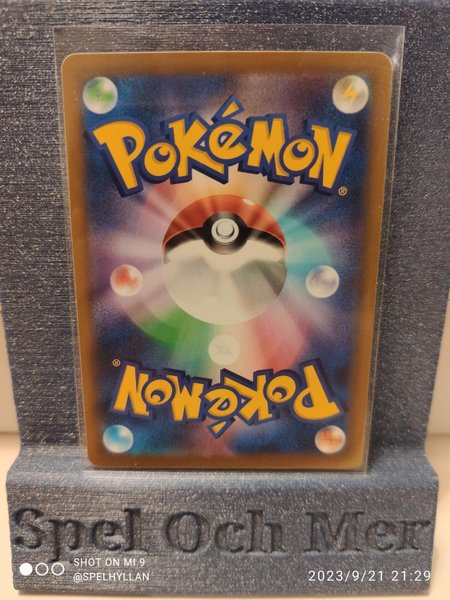 POKéMON®
POKéMON®
Spel Och Mer
SHOT ON MI 9
@SPELHYLLAN
2023/9/21 21:29